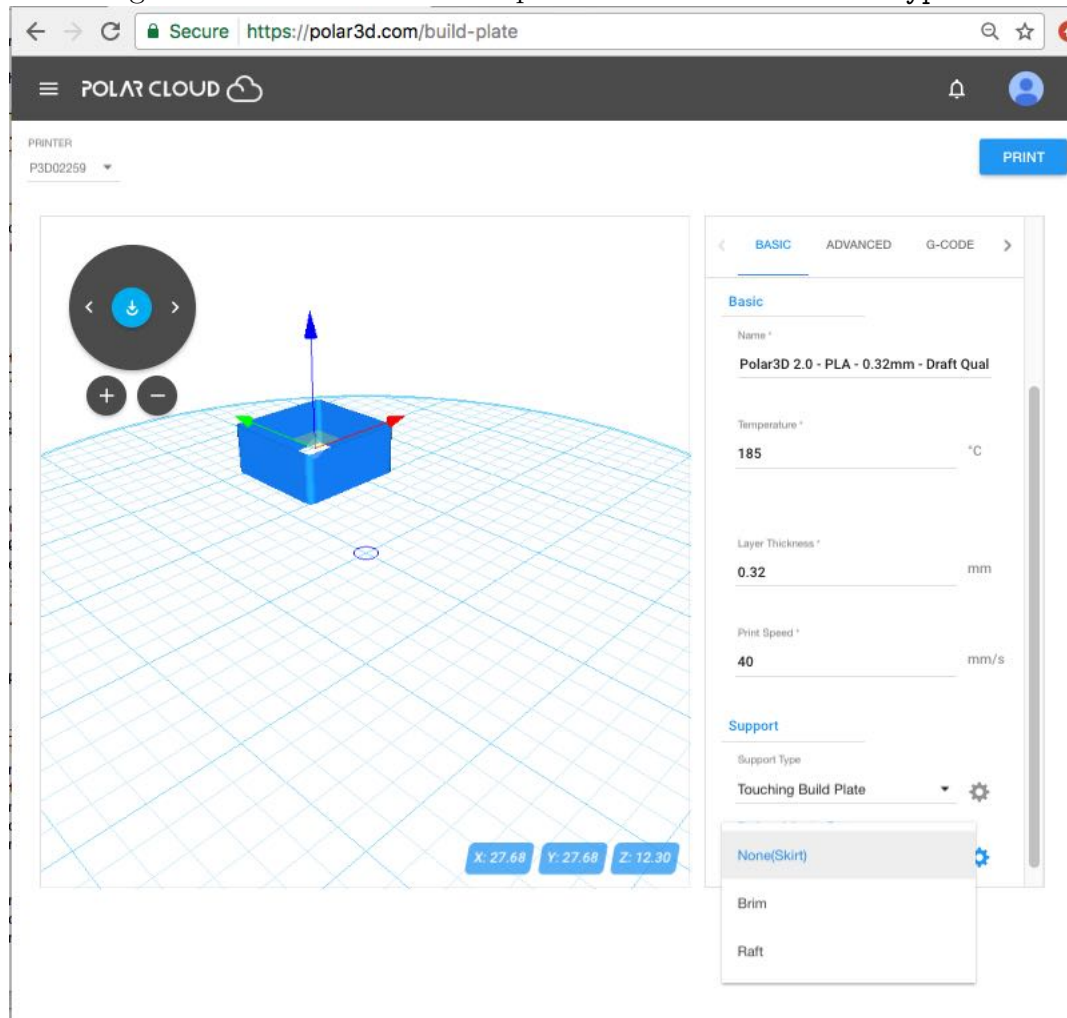 Secure https://polar3d.com/build-plate
POLAR CLOUD
PRINTER
P3D02259
PRINT
BASIC ADVANCED G-CODE
Basic
Name *
Polar3D 2.0 - PLA - 0.32mm - Draft Qual
Temperature *
185 °C
Layer Thickness *
0.32 mm
Print Speed *
40 mm/s
Support
Support Type
Touching Build Plate
None(Skirt)
Brim
Raft
X: 27.68 Y: 27.68 Z: 12.30